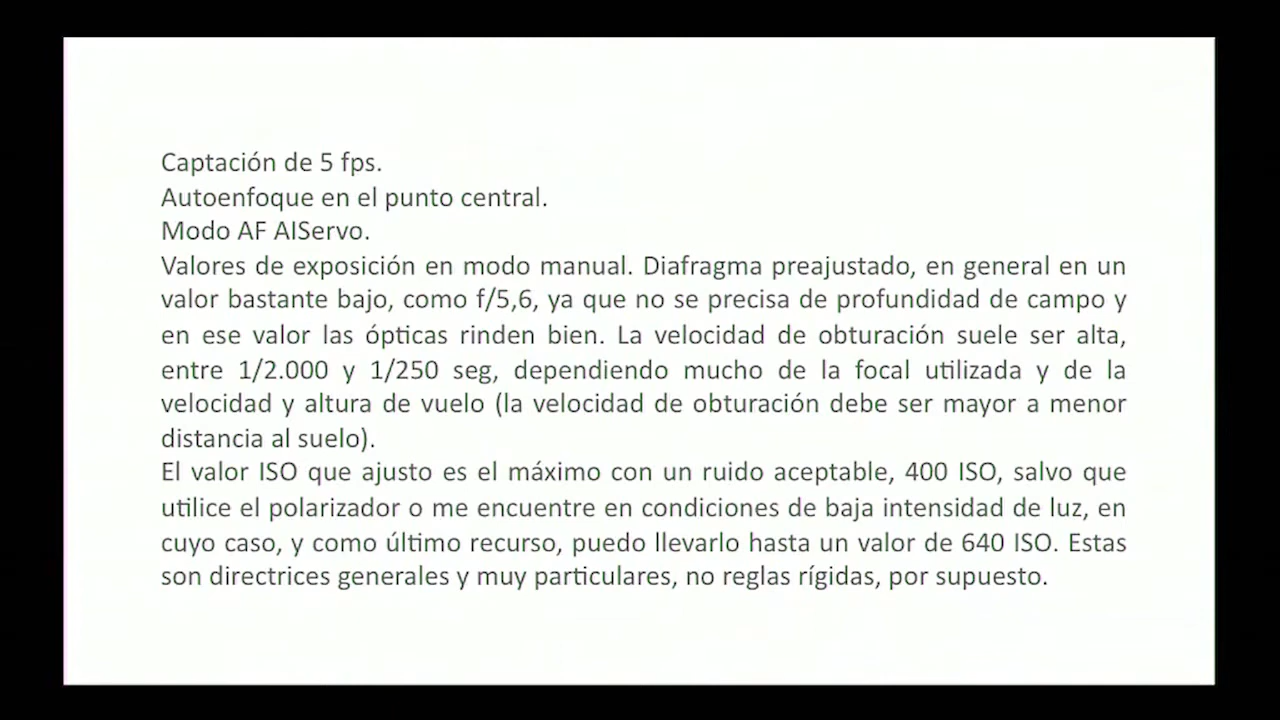 Captación de 5 fps.
Autoenfoque en el punto central.
Modo AF AIServo.
Valores de exposición en modo manual. Diafragma preajustado, en general en un
valor bastante bajo, como f/5,6, ya que no se precisa de profundidad de campo y
en ese valor las ópticas rinden bien. La velocidad de obturación suele ser alta,
entre 1/2.000 y 1/250 seg, dependiendo mucho de la focal utilizada y de la
velocidad y altura de vuelo (la velocidad de obturación debe ser mayor a menor
distancia al suelo).
El valor ISO que ajusto es el máximo con un ruido aceptable, 400 ISO, salvo que
utilice el polarizador o me encuentre en condiciones de baja intensidad de luz, en
cuyo caso, y como último recurso, puedo llevarlo hasta un valor de 640 ISO. Estas
son directrices generales y muy particulares, no reglas rígidas, por supuesto.